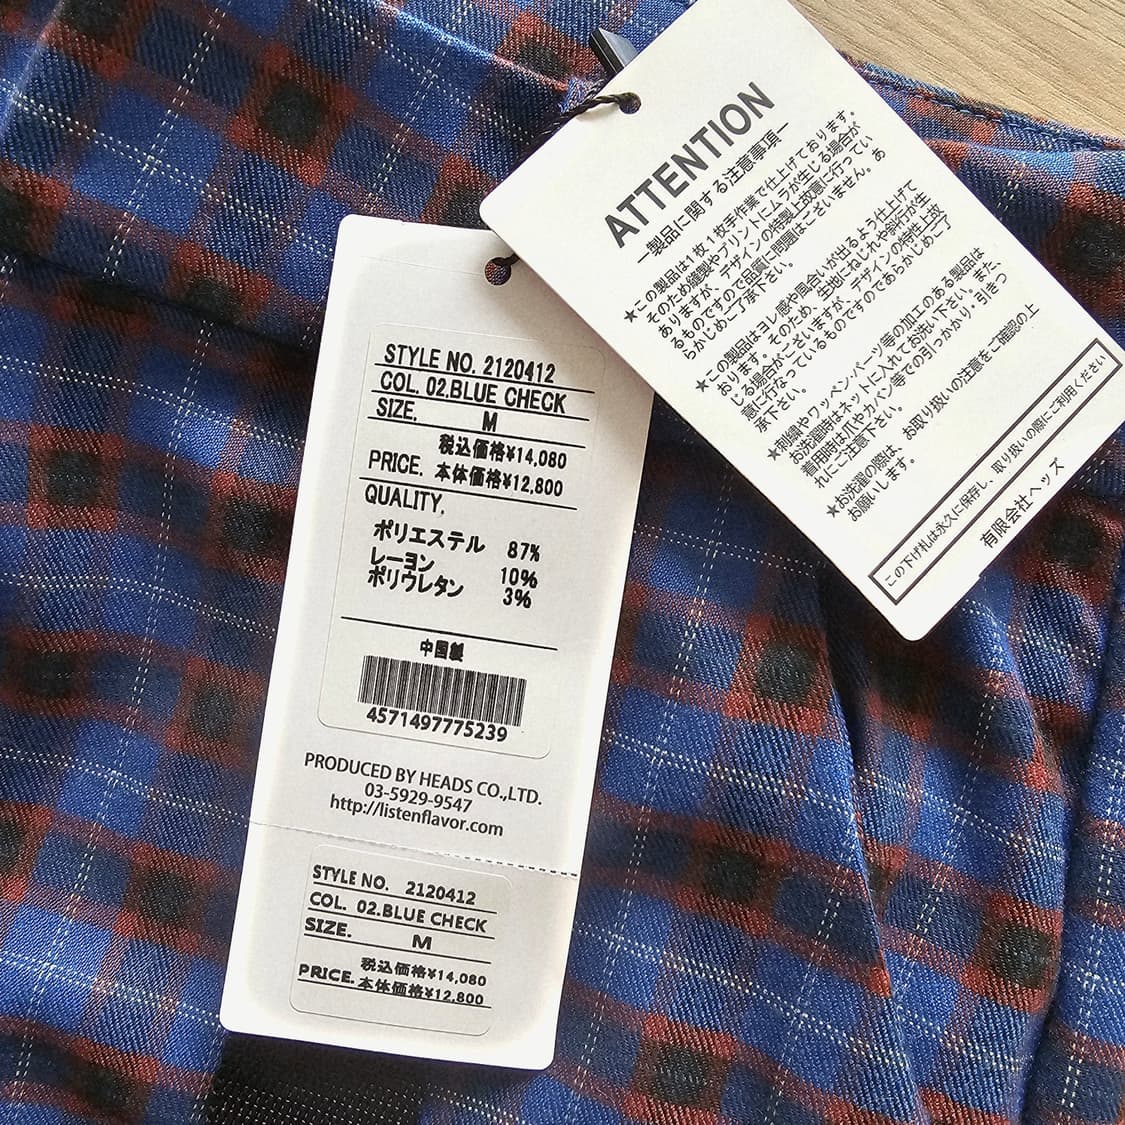 ATTENTION
―製品に関する注意事項―
★この製品は1枚1枚手作業で仕上げております。
そのため縫製やプリントにムラが生じる場合が
ありますが、デザインの特製上故意に行ってい
るものですので品質に問題はございません。あ
らかじめご了承下さい。
★この製品はヨレ感や風合いが出るよう仕上げて
おります。そのため、生地にねじれや斜行が生
じる場合がございますが、デザインの特性上故
意に行なっているものですのであらかじめご了
承下さい。
★刺繍やワッペン・パーツ等の加工のある製品は
お洗濯時はネットに入れてお洗い下さい。また、
着用時は爪やカバン等での引っかかり・引きつ
れにご注意下さい。
★お洗濯の際は、お取り扱いの注意をご確認の上
お願いします。
この下げ札は永久に保存し、取り扱いの際にご利用ください
有限会社ヘッズ
STYLE NO. 2120412
COL. 02.BLUE CHECK
SIZE. M
税込価格¥14,080
PRICE. 本体価格¥12,800
QUALITY.
ポリエステル 87%
レーヨン 10%
ポリウレタン 3%
中国製
4571497775239
PRODUCED BY HEADS CO.,LTD.
03-5929-9547
http://listenflavor.com
STYLE NO. 2120412
COL. 02.BLUE CHECK
SIZE. M
税込価格¥14,080
PRICE. 本体価格¥12,800